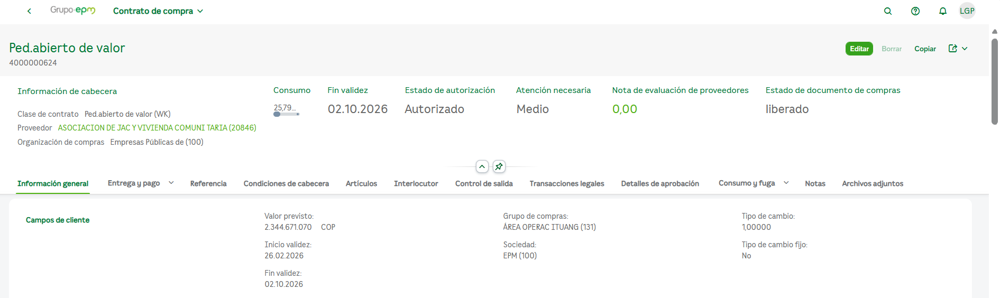 Grupo·epm
Contrato de compra
LGP
Ped.abierto de valor
4000000624
Editar
Borrar
Copiar
Información de cabecera
Clase de contrato Ped.abierto de valor (WK)
Proveedor ASOCIACION DE JAC Y VIVIENDA COMUNI TARIA (20846)
Organización de compras Empresas Públicas de (100)
Consumo
25,79...
Fin validez
02.10.2026
Estado de autorización
Autorizado
Atención necesaria
Medio
Nota de evaluación de proveedores
0,00
Estado de documento de compras
liberado
Información general
Entrega y pago
Referencia
Condiciones de cabecera
Artículos
Interlocutor
Control de salida
Transacciones legales
Detalles de aprobación
Consumo y fuga
Notas
Archivos adjuntos
Campos de cliente
Valor previsto:
2.344.671.070 COP
Inicio validez:
26.02.2026
Fin validez:
02.10.2026
Grupo de compras:
ÁREA OPERAC ITUANG (131)
Sociedad:
EPM (100)
Tipo de cambio:
1,00000
Tipo de cambio fijo:
No